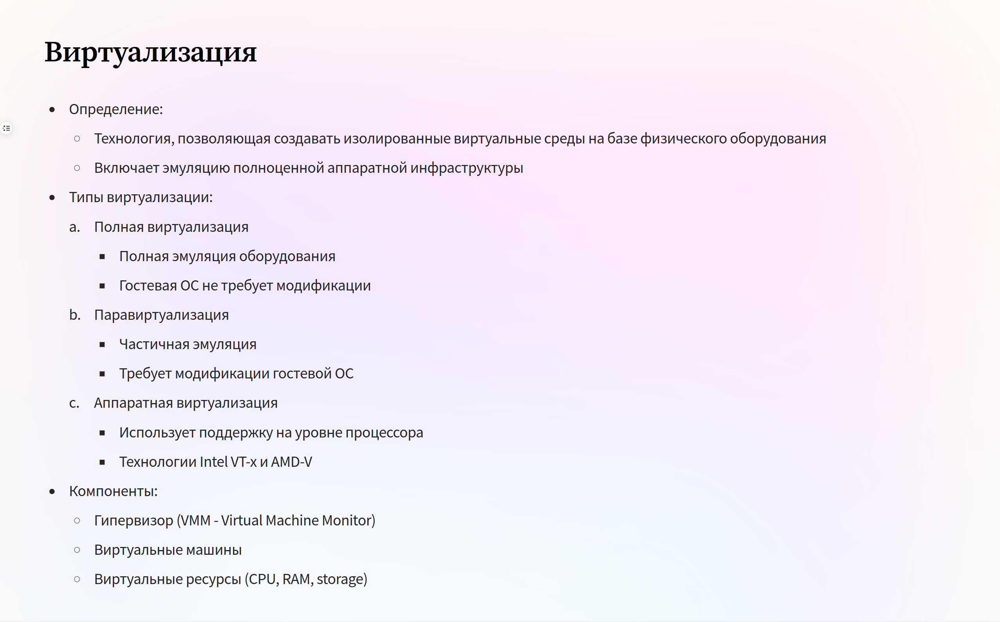 Виртуализация
● Определение:
○ Технология, позволяющая создавать изолированные виртуальные среды на базе физического оборудования
○ Включает эмуляцию полноценной аппаратной инфраструктуры
● Типы виртуализации:
a. Полная виртуализация
■ Полная эмуляция оборудования
■ Гостевая ОС не требует модификации
b. Паравиртуализация
■ Частичная эмуляция
■ Требует модификации гостевой ОС
c. Аппаратная виртуализация
■ Использует поддержку на уровне процессора
■ Технологии Intel VT-x и AMD-V
● Компоненты:
○ Гипервизор (VMM - Virtual Machine Monitor)
○ Виртуальные машины
○ Виртуальные ресурсы (CPU, RAM, storage)